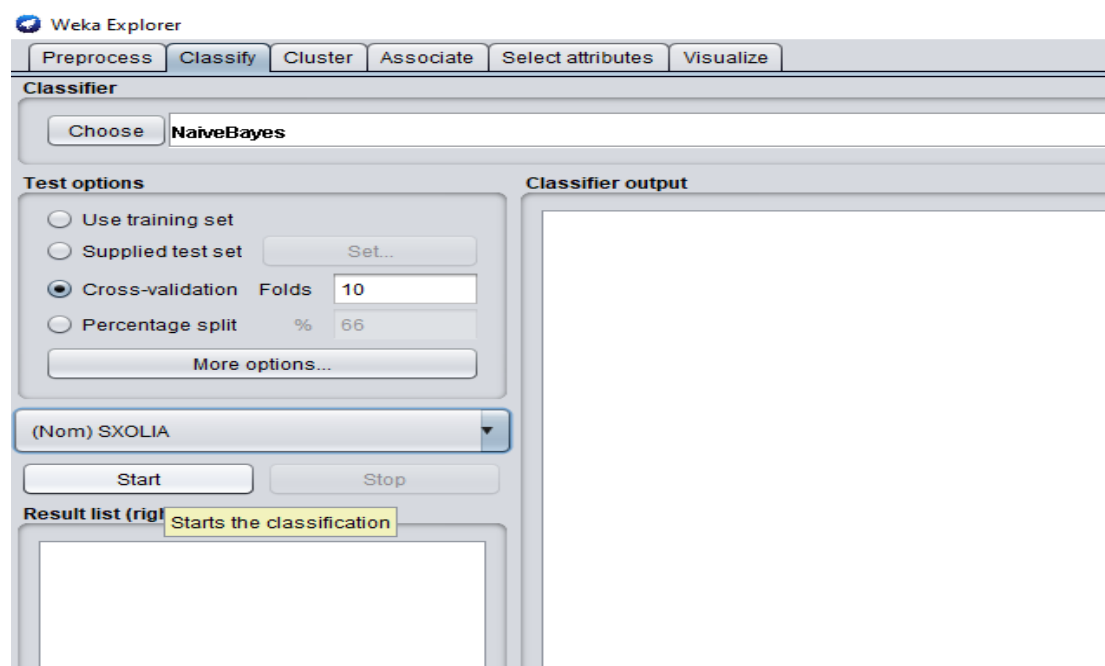 Weka Explorer
Preprocess Classify Cluster Associate Select attributes Visualize
Classifier
Choose NaiveBayes
Test options
Use training set
Supplied test set Set...
Cross-validation Folds 10
Percentage split % 66
More options...
(Nom) SXOLIA
Start Stop
Result list
Starts the classification
Classifier output